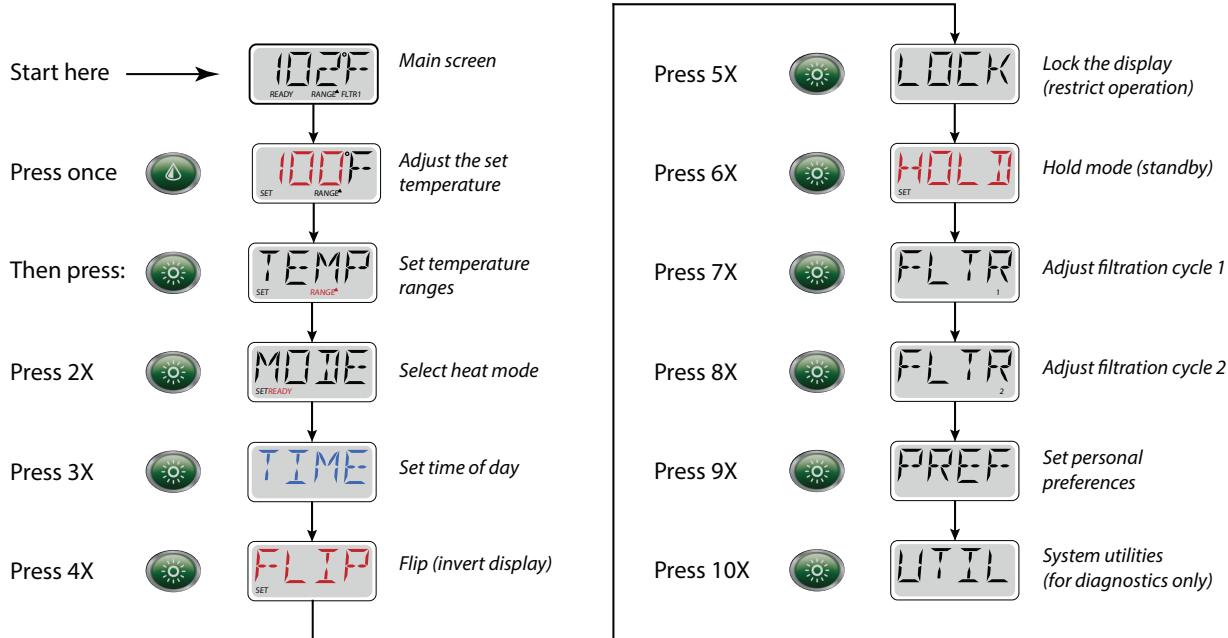 Start here
102°F
READY RANGE FLTR1
Main screen
Press once
100°F
SET RANGE
Adjust the set
temperature
Then press:
TEMP
SET RANGE
Set temperature
ranges
Press 2X
MODE
SETREADY
Select heat mode
Press 3X
TIME
Set time of day
Press 4X
FLIP
SET
Flip (invert display)
Press 5X
LOCK
Lock the display
(restrict operation)
Press 6X
HOLD
SET
Hold mode (standby)
Press 7X
FLTR
1
Adjust filtration cycle 1
Press 8X
FLTR
2
Adjust filtration cycle 2
Press 9X
PREF
Set personal
preferences
Press 10X
UTIL
System utilities
(for diagnostics only)